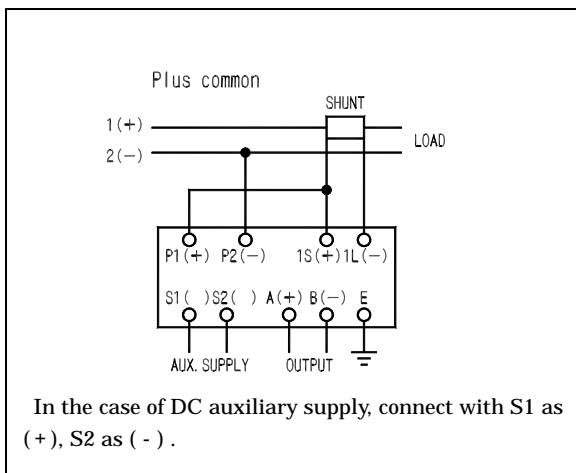 Plus common
SHUNT
1(+)
2(−)
LOAD
P1(+) P2(−) 1S(+) 1L(−)
S1( ) S2( ) A(+) B(−) E
AUX. SUPPLY OUTPUT
In the case of DC auxiliary supply, connect with S1 as
(+), S2 as ( - ) .